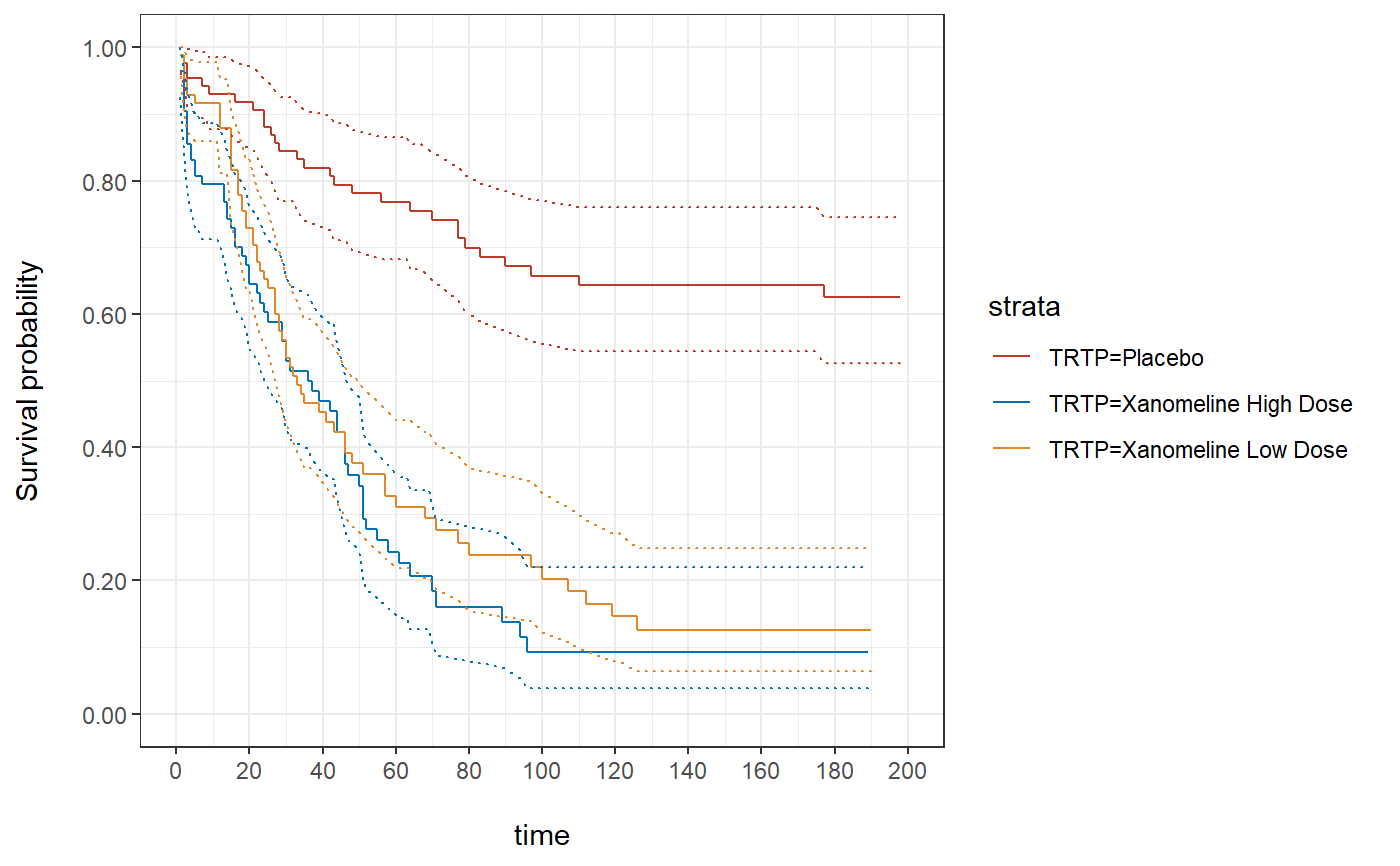 1.00
0.80
0.60
0.40
0.20
0.00
Survival probability
0 20 40 60 80 100 120 140 160 180 200
time
strata
TRTP=Placebo
TRTP=Xanomeline High Dose
TRTP=Xanomeline Low Dose